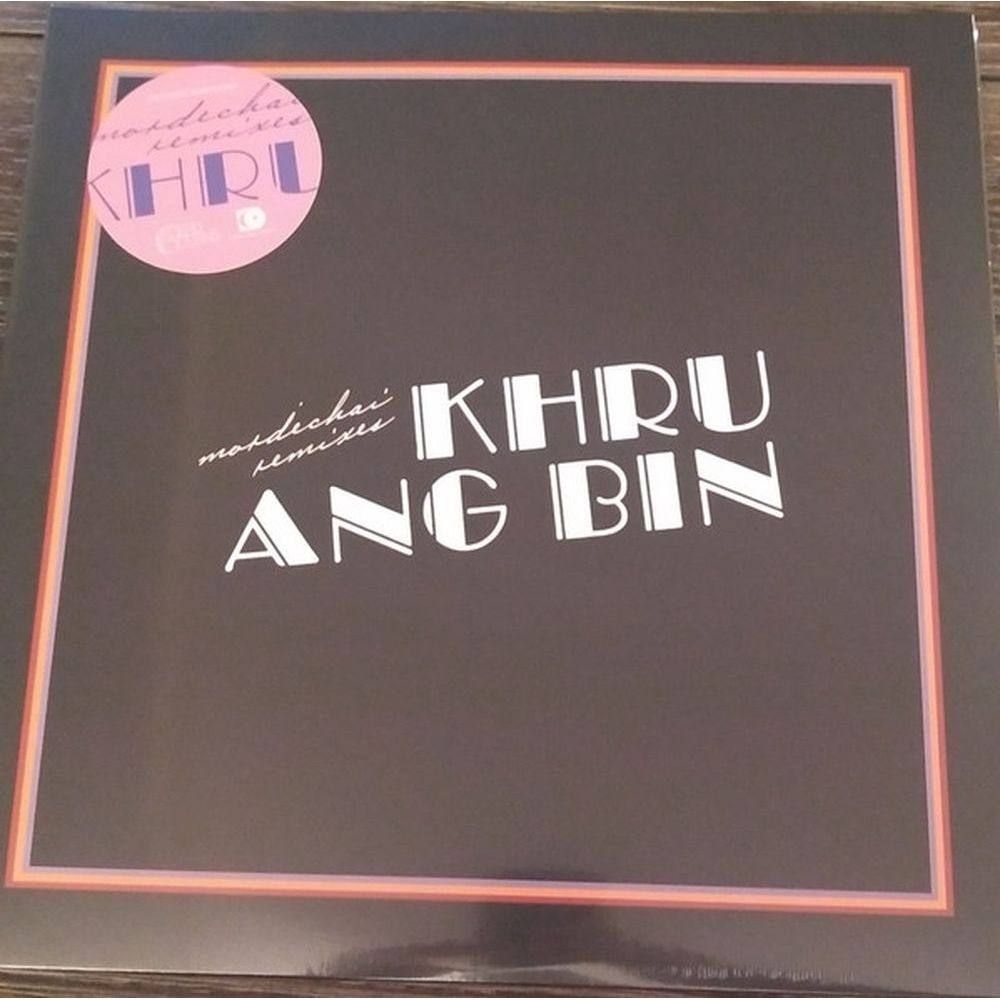 mordechai
remixes
KHRU
mordechai
remixes
KHRU
ANG BIN